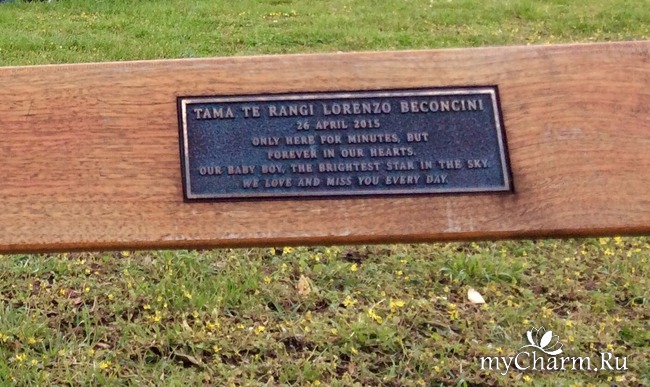 TAMA TE RANGI LORENZO BECONCINI
26 APRIL 2015
ONLY HERE FOR MINUTES, BUT
FOREVER IN OUR HEARTS.
OUR BABY BOY, THE BRIGHTEST STAR IN THE SKY.
WE LOVE AND MISS YOU EVERY DAY.
myCharm.Ru